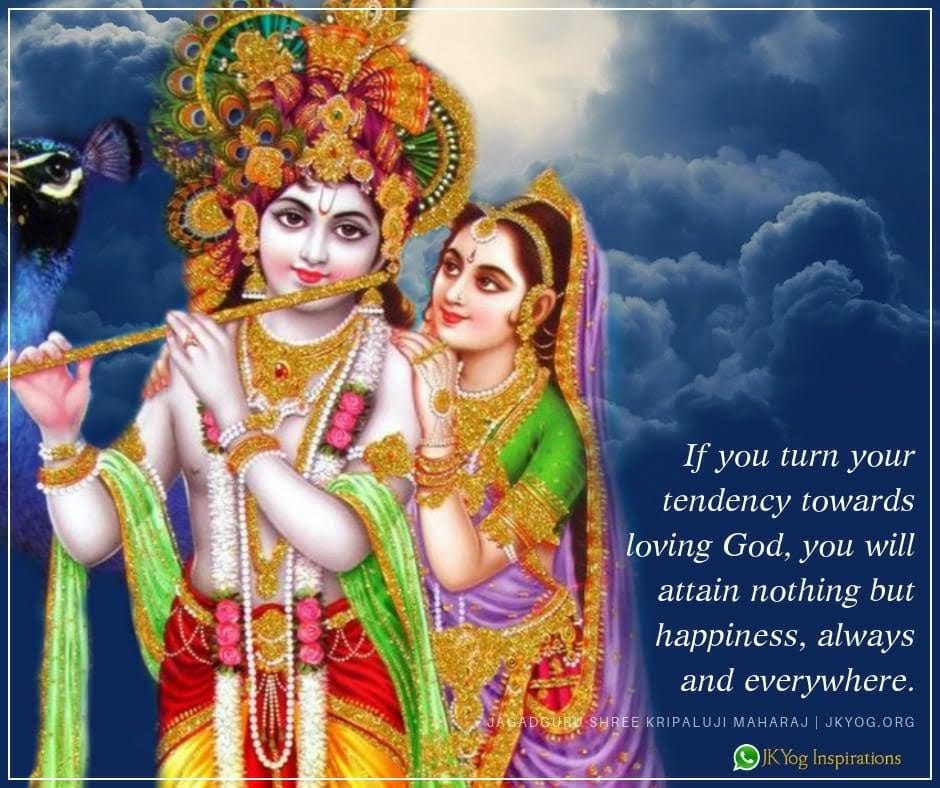 If you turn your
tendency towards
loving God, you will
attain nothing but
happiness, always
and everywhere.
- JAGADGURU SHREE KRIPALUJI MAHARAJ | JKYOG.ORG
JKYog Inspirations